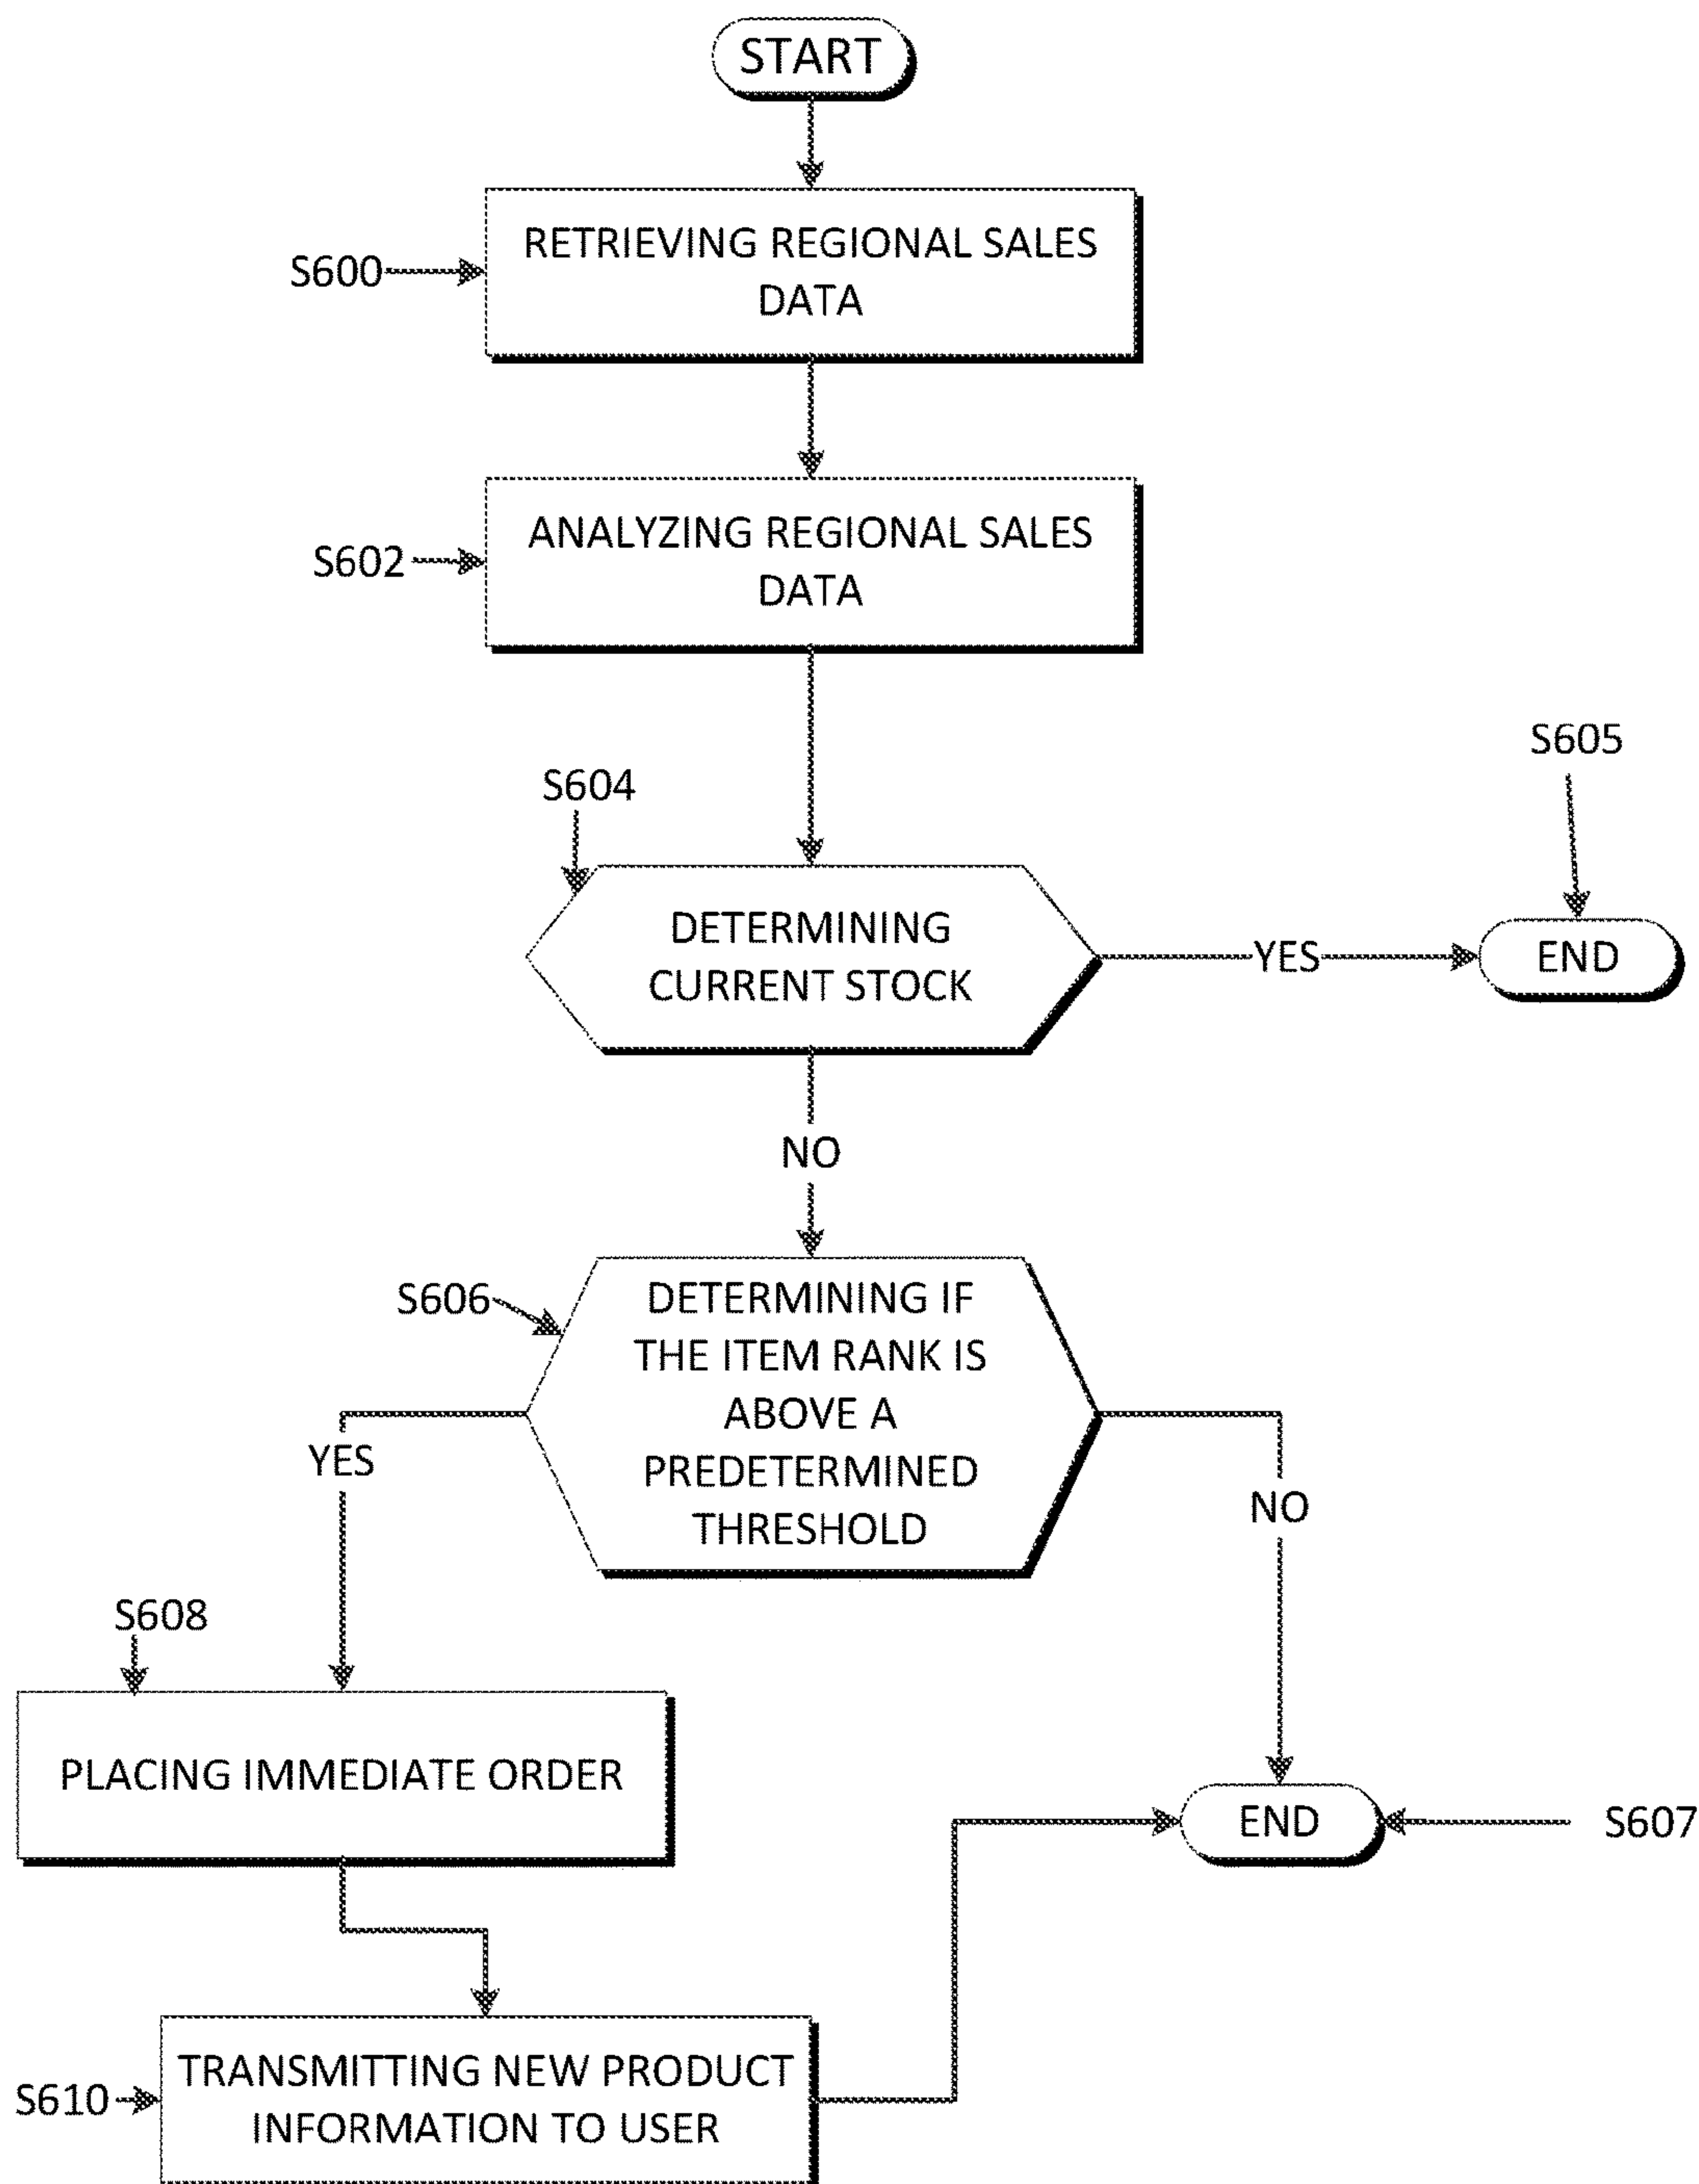 START
S600
RETRIEVING REGIONAL SALES
DATA
S602
ANALYZING REGIONAL SALES
DATA
S605
S604
DETERMINING
CURRENT STOCK
YES
END
NO
S606
DETERMINING IF
THE ITEM RANK IS
ABOVE A
PREDETERMINED
THRESHOLD
YES
NO
S608
PLACING IMMEDIATE ORDER
END
S607
S610
TRANSMITTING NEW PRODUCT
INFORMATION TO USER